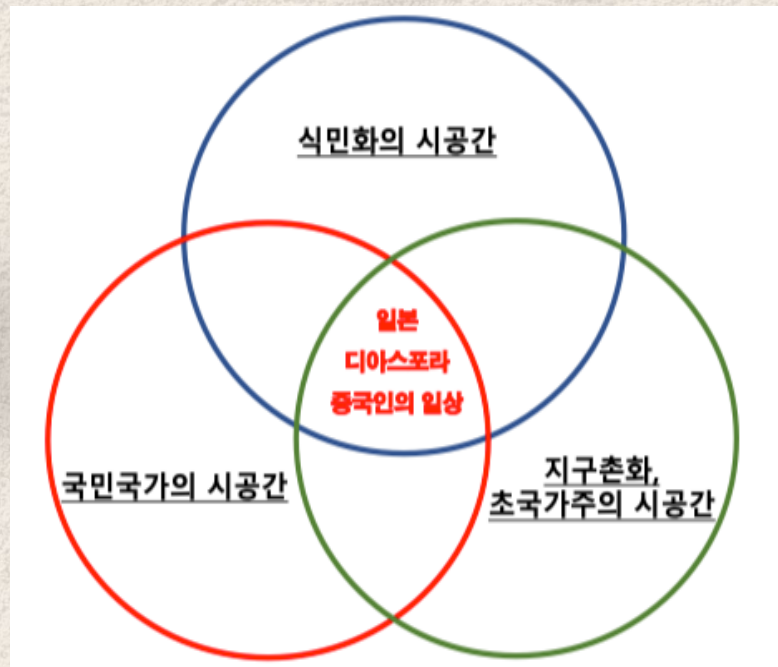 식민화의 시공간
일본
디아스포라
중국인의 일상
국민국가의 시공간
지구촌화,
초국가주의 시공간